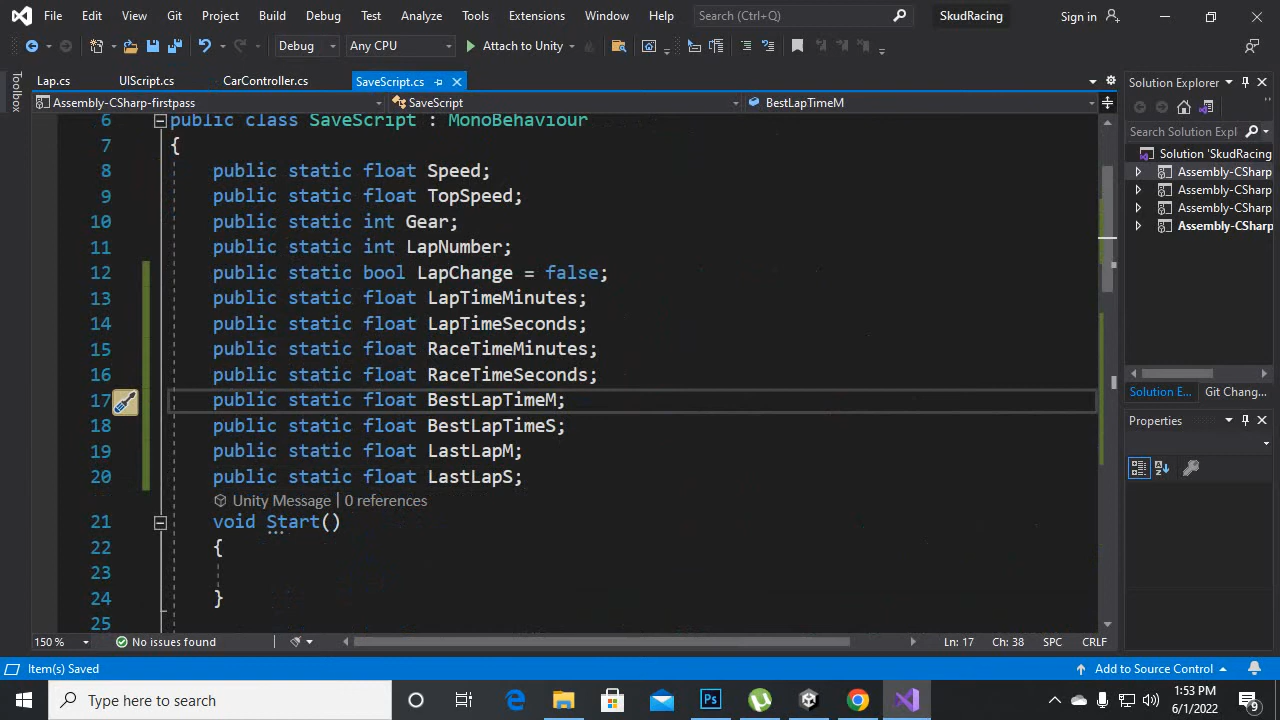 File Edit View Git Project Build Debug Test Analyze Tools Extensions Window Help Search (Ctrl+Q) SkudRacing Sign in
Debug Any CPU Attach to Unity
Toolbox
Lap.cs UIScript.cs CarController.cs SaveScript.cs
Assembly-CSharp-firstpass SaveScript BestLapTimeM
6 public class SaveScript : MonoBehaviour
7 {
8 public static float Speed;
9 public static float TopSpeed;
10 public static int Gear;
11 public static int LapNumber;
12 public static bool LapChange = false;
13 public static float LapTimeMinutes;
14 public static float LapTimeSeconds;
15 public static float RaceTimeMinutes;
16 public static float RaceTimeSeconds;
17 public static float BestLapTimeM;
18 public static float BestLapTimeS;
19 public static float LastLapM;
20 public static float LastLapS;
Unity Message | 0 references
21 void Start()
22 {
23
24 }
25
150 % No issues found Ln: 17 Ch: 38 SPC CRLF
Solution Explorer
Search Solution Expl
Solution 'SkudRacing
Assembly-CSharp
Assembly-CSharp
Assembly-CSharp
Assembly-CSharp
Solution E... Git Chang...
Properties
Item(s) Saved Add to Source Control
Type here to search
Ps
1:53 PM
6/1/2022
9